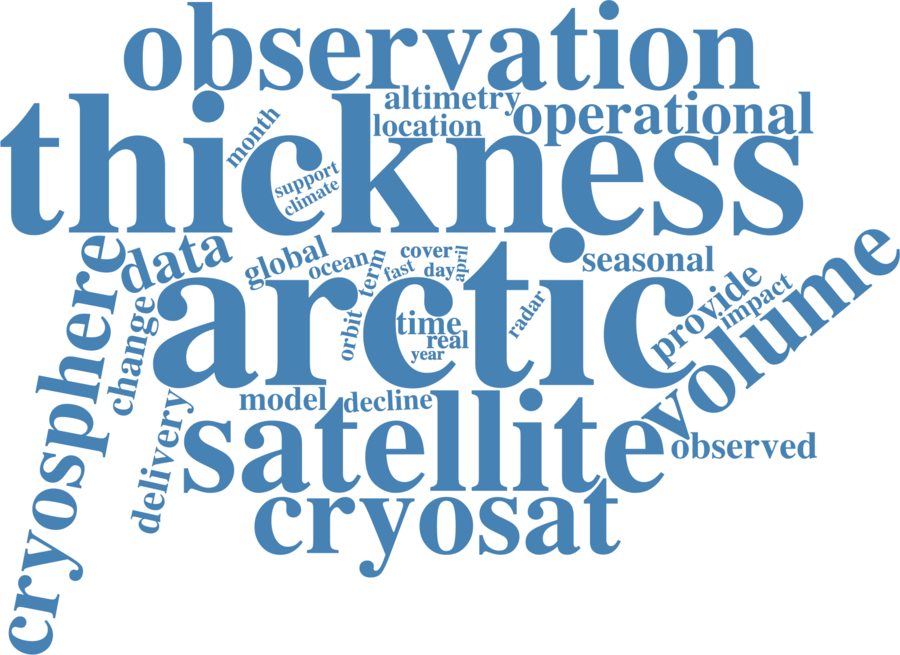 observation
altimetry
location
operational
thickness
month
support
climate
cryosphere
data
change
global
ocean
term
orbit
fast
cover
day
april
time
real
year
radar
arctic
seasonal
provide
impact
volume
model
decline
delivery
satellite
observed
cryosat